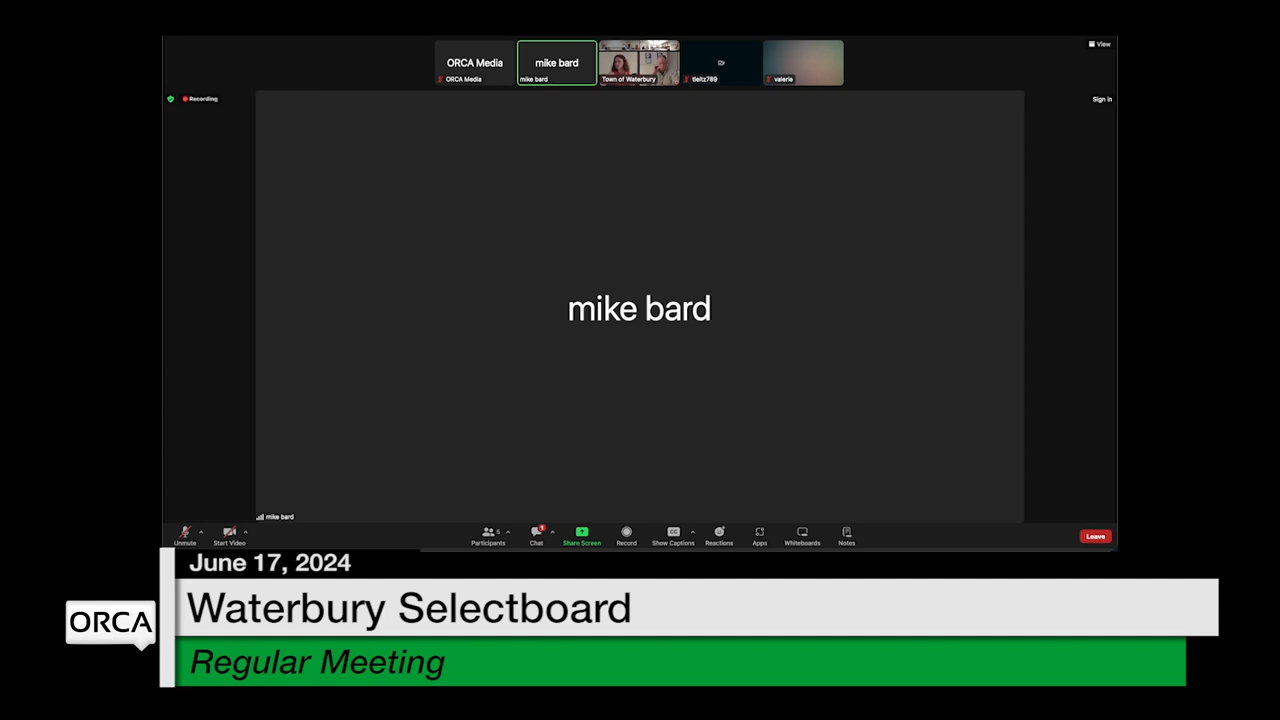 View
ORCA Media
mike bard
ORCA Media
mike bard
Town of Waterbury
tleitz789
valerie
Recording
Sign in
mike bard
mike bard
Unmute
Start Video
Participants
Chat
1
Share Screen
Record
CC
Show Captions
Reactions
Apps
Whiteboards
Notes
Leave
June 17, 2024
Waterbury Selectboard
ORCA
Regular Meeting